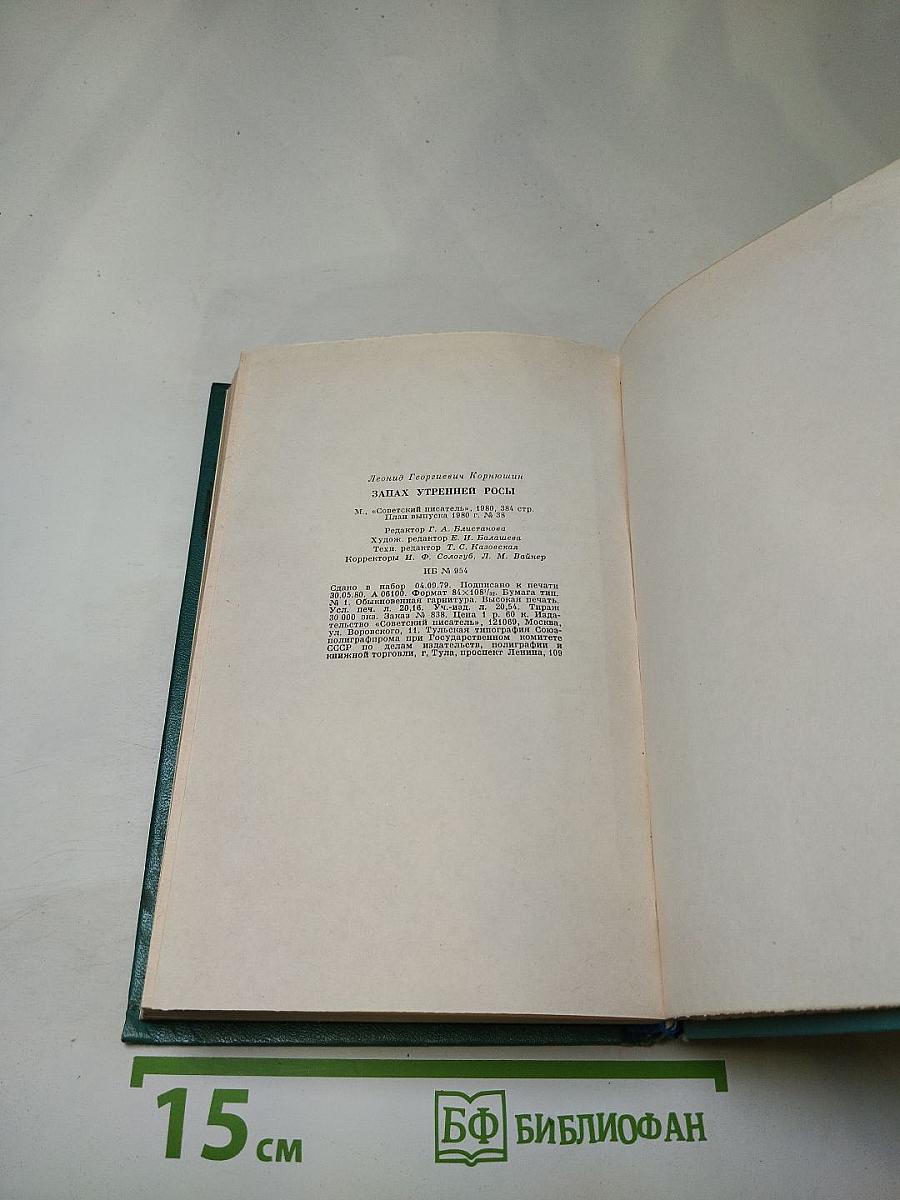 Леонид Георгиевич Корнюшин
ЗАПАХ УТРЕННЕЙ РОСЫ
М., «Советский писатель», 1980, 384 стр.
План выпуска 1980 г. № 38
Редактор Г. А. Блистанова
Худож. редактор Е. И. Балашева
Техн. редактор Т. С. Казовская
Корректоры И. Ф. Сологуб, Л. М. Вайнер
ИБ № 954
Сдано в набор 04.09.79. Подписано к печати
30.05.80. А 06100. Формат 84×108¹/₃₂. Бумага тип.
№ 1. Обыкновенная гарнитура. Высокая печать.
Усл. печ. л. 20,16. Уч.-изд. л. 20,54. Тираж
30 000 экз. Заказ № 838. Цена 1 р. 60 к. Изда-
тельство «Советский писатель», 121069, Москва,
ул. Воровского, 11. Тульская типография Союз-
полиграфпрома при Государственном комитете
СССР по делам издательств, полиграфии и
книжной торговли, г. Тула, проспект Ленина, 109
15 см
БФ БИБЛИОФАН